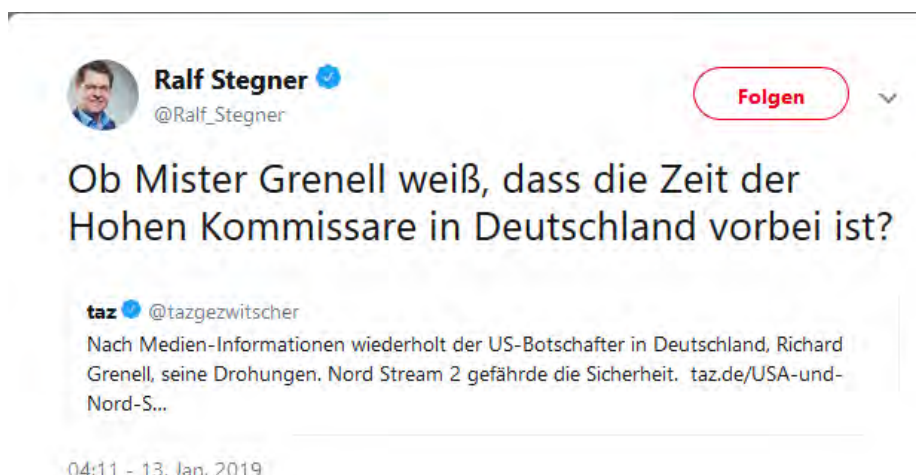 Ralf Stegner
@Ralf_Stegner
Folgen
Ob Mister Grenell weiß, dass die Zeit der
Hohen Kommissare in Deutschland vorbei ist?
taz @tazgezwitscher
Nach Medien-Informationen wiederholt der US-Botschafter in Deutschland, Richard
Grenell, seine Drohungen. Nord Stream 2 gefährde die Sicherheit. taz.de/USA-und-
Nord-S...
04:11 - 13. Jan. 2019